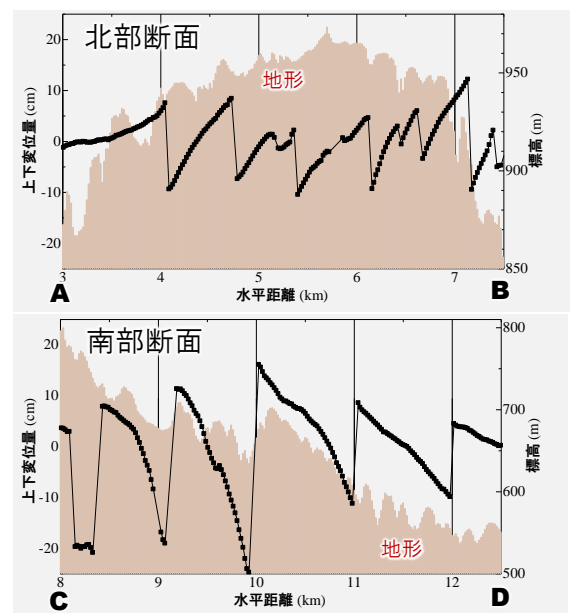 北部断面
地形
上下変位量 (cm)
20
10
0
-10
-20
標高 (m)
950
900
850
3 4 5 6 7
A 水平距離 (km) B
南部断面
地形
上下変位量 (cm)
20
10
0
-10
-20
標高 (m)
800
700
600
500
8 9 10 11 12
C 水平距離 (km) D